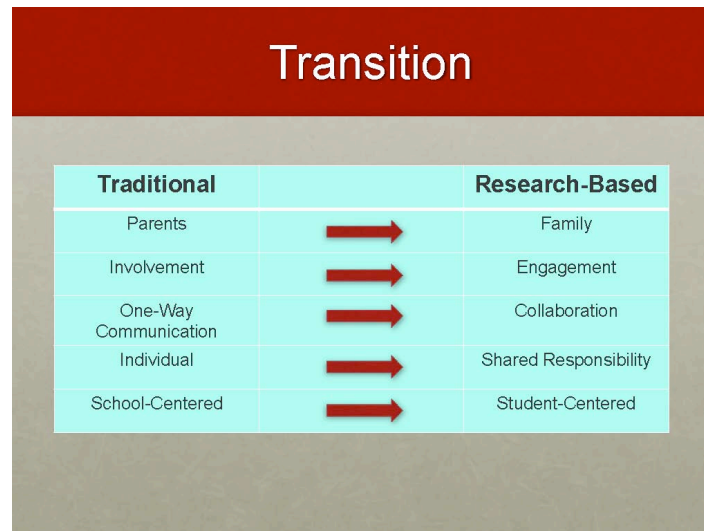 Transition
Traditional Research-Based
Parents Family
Involvement Engagement
One-Way
Communication Collaboration
Individual Shared Responsibility
School-Centered Student-Centered